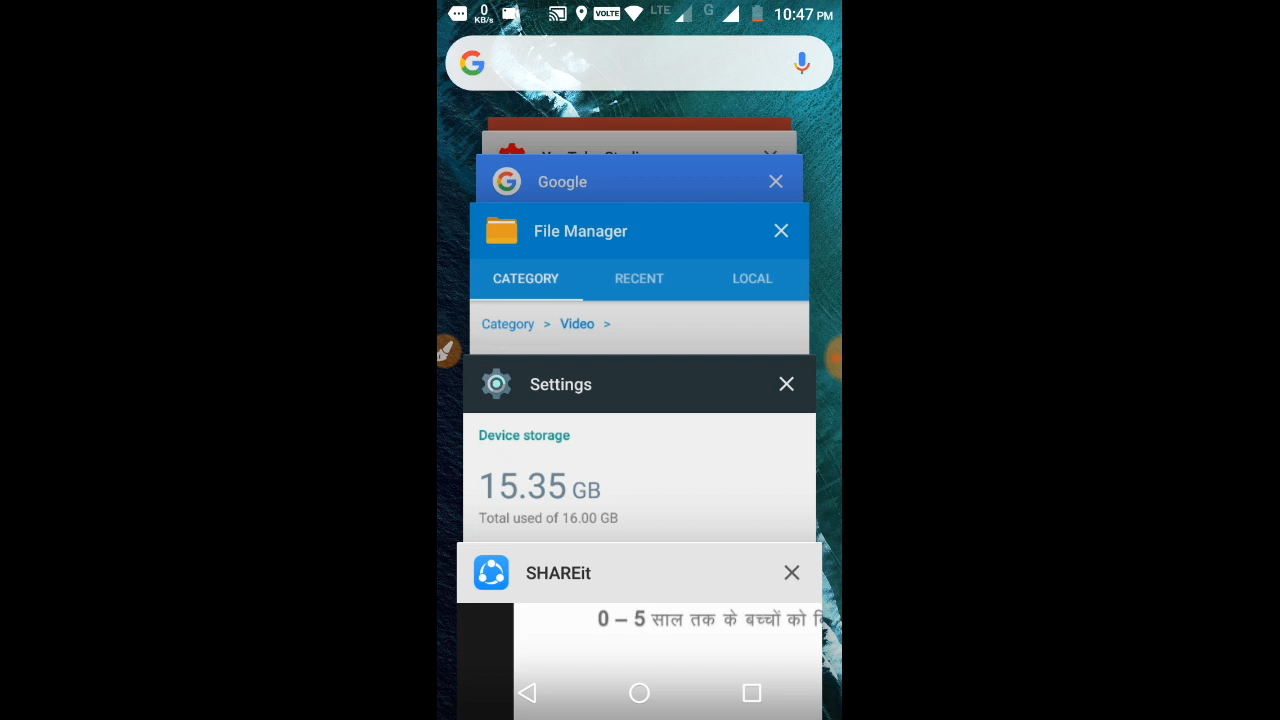 0
KB/s
VOLTE
LTE
G
10:47 PM
Google
File Manager
CATEGORY
RECENT
LOCAL
Category > Video >
Settings
Device storage
15.35 GB
Total used of 16.00 GB
SHAREit
0 – 5 साल तक के बच्चों को